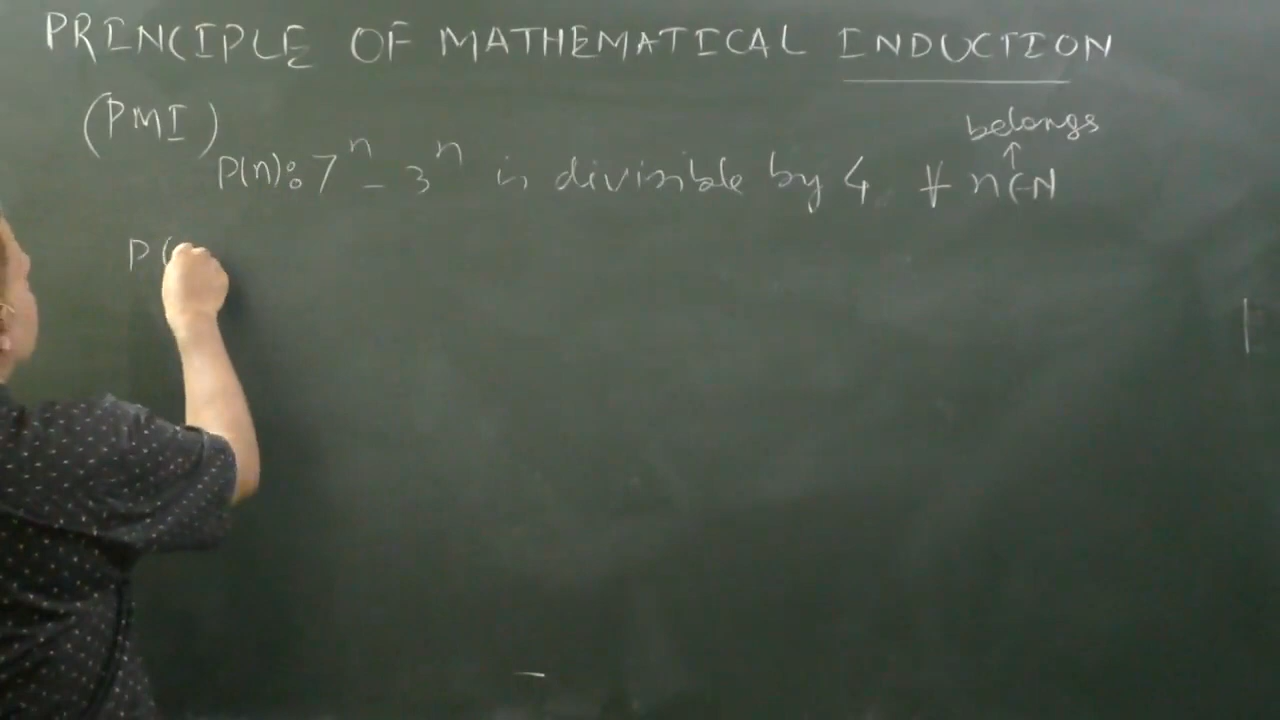 PRINCIPLE OF MATHEMATICAL INDUCTION
(PMI)
belongs
↑
P(n): 7ⁿ - 3ⁿ is divisible by 4 ∀ n∈N
P(